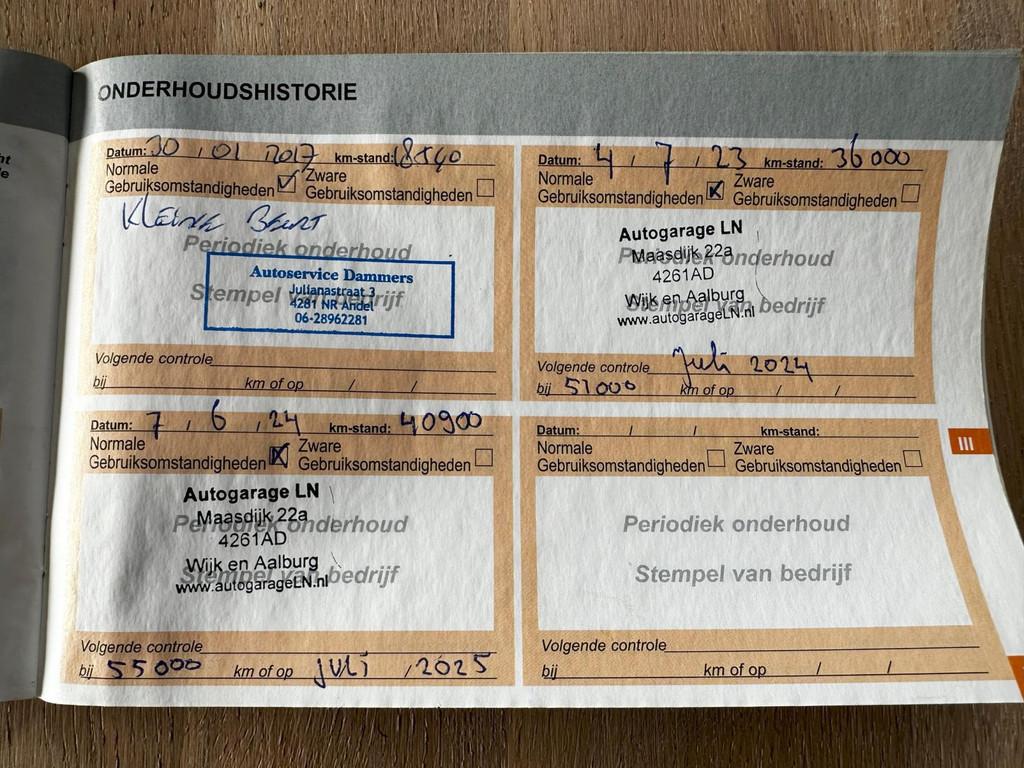 ht
e
ONDERHOUDSHISTORIE
Datum: 30 / 01 / 2017 km-stand: 18540
Normale Zware
Gebruiksomstandigheden Gebruiksomstandigheden
Kleine Beurt
Periodiek onderhoud
Stempel van bedrijf
Autoservice Dammers
Julianastraat 3
4281 NR Andel
06-28962281
Volgende controle
bij km of op / /
Datum: 4 / 7 / 23 km-stand: 36000
Normale Zware
Gebruiksomstandigheden Gebruiksomstandigheden
Autogarage LN
Maasdijk 22a
4261AD
Wijk en Aalburg
www.autogarageLN.nl
Periodiek onderhoud
Stempel van bedrijf
Volgende controle Juli 2024
bij 51000 km of op / /
Datum: 7 / 6 / 24 km-stand: 40900
Normale Zware
Gebruiksomstandigheden Gebruiksomstandigheden
Autogarage LN
Maasdijk 22a
4261AD
Wijk en Aalburg
www.autogarageLN.nl
Periodiek onderhoud
Stempel van bedrijf
Volgende controle
bij 55000 km of op juli / 2025
Datum: / / km-stand:
Normale Zware
Gebruiksomstandigheden Gebruiksomstandigheden
Periodiek onderhoud
Stempel van bedrijf
Volgende controle
bij km of op / /
III